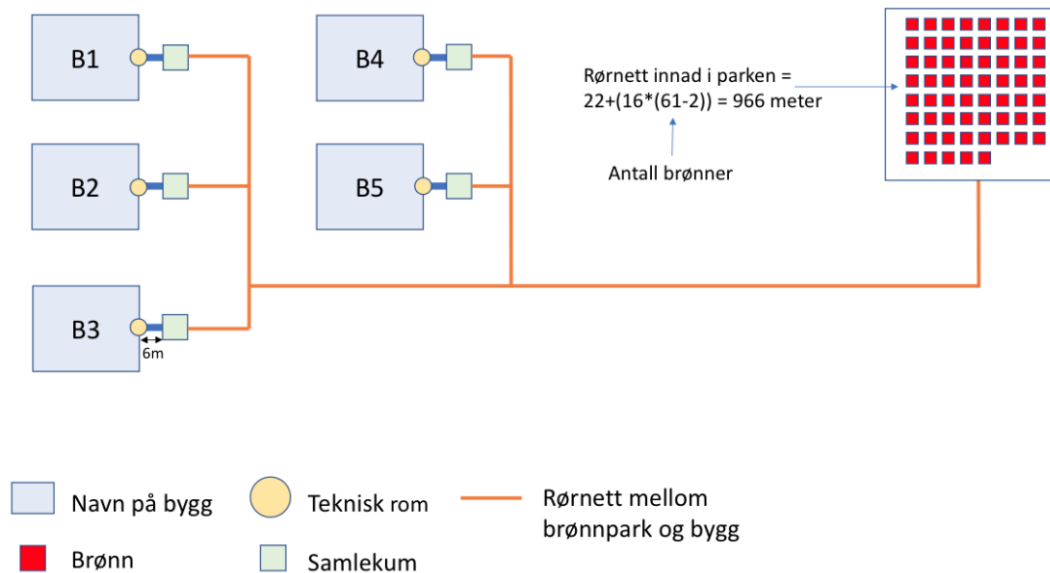 B1
B2
B3
6m
B4
B5
Rørnett innad i parken =
22+(16*(61-2)) = 966 meter
Antall brønner
Navn på bygg
Teknisk rom
Rørnett mellom
brønnpark og bygg
Brønn
Samlekum